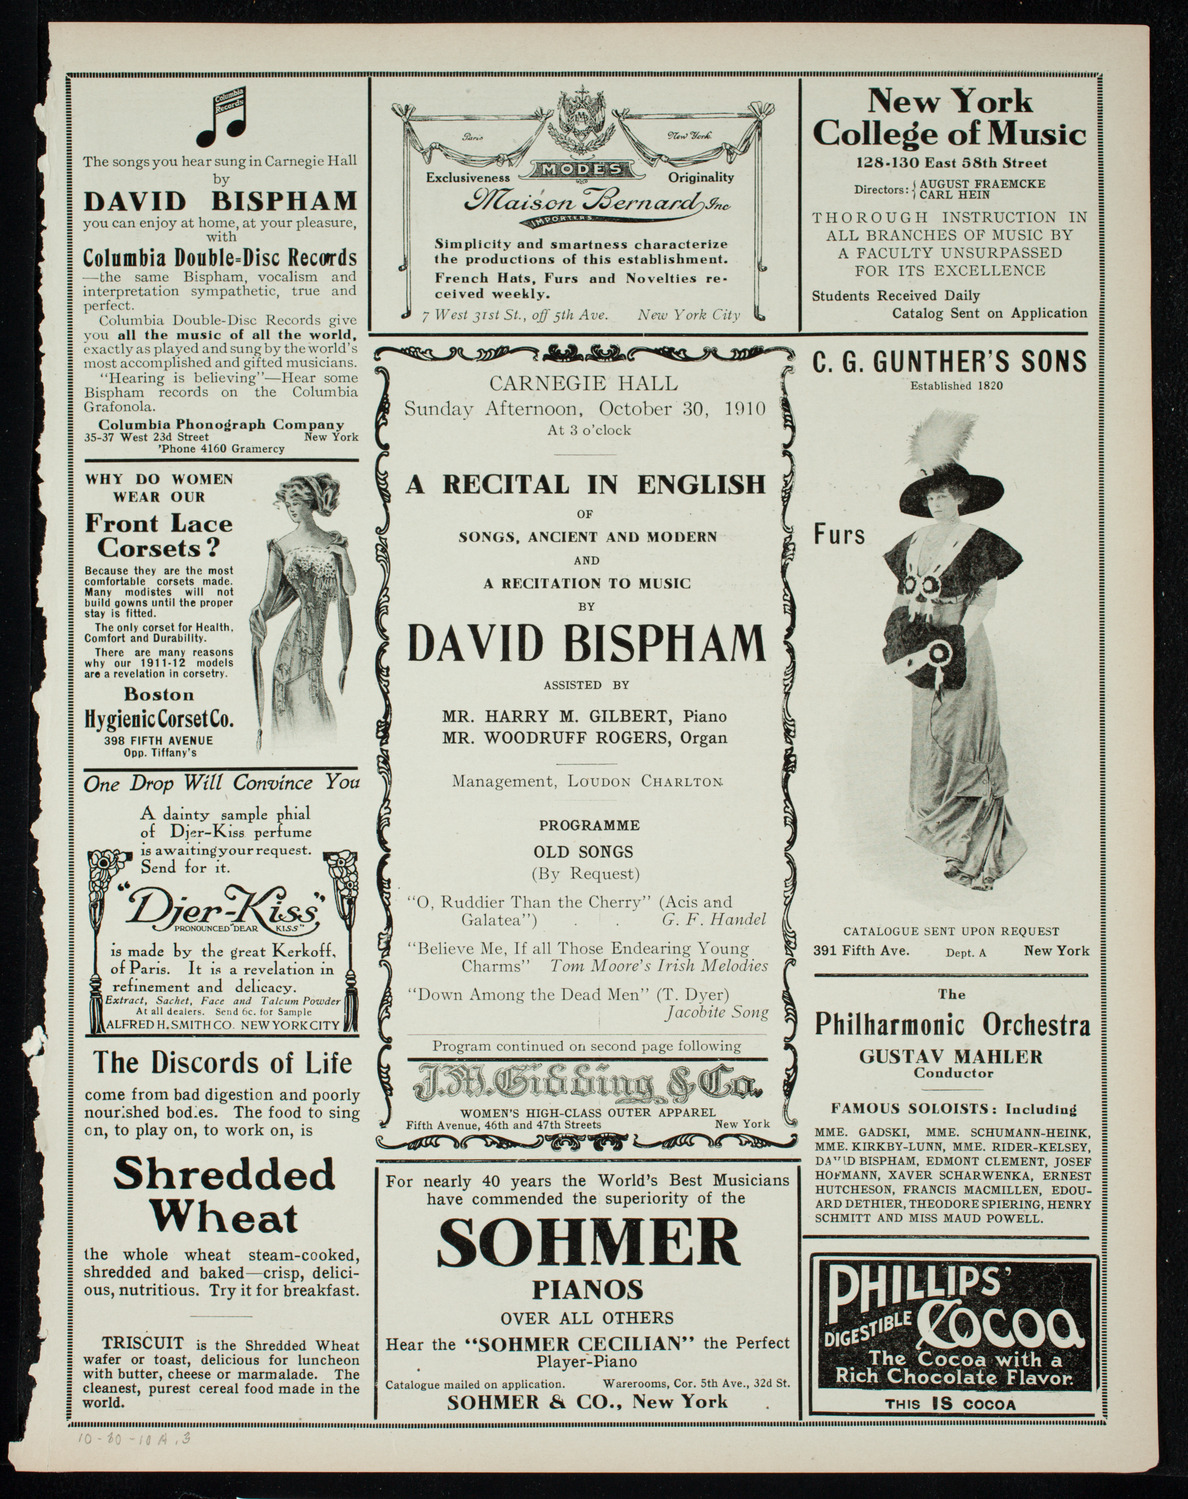 Columbia
Records
The songs you hear sung in Carnegie Hall
by
DAVID BISPHAM
you can enjoy at home, at your pleasure,
with
Columbia Double-Disc Records
—the same Bispham, vocalism and
interpretation sympathetic, true and
perfect.
Columbia Double-Disc Records give
you all the music of all the world,
exactly as played and sung by the world's
most accomplished and gifted musicians.
"Hearing is believing"—Hear some
Bispham records on the Columbia
Grafonola.
Columbia Phonograph Company
35-37 West 23d Street New York
'Phone 4160 Gramercy
WHY DO WOMEN
WEAR OUR
Front Lace
Corsets?
Because they are the most
comfortable corsets made.
Many modistes will not
build gowns until the proper
stay is fitted.
The only corset for Health,
Comfort and Durability.
There are many reasons
why our 1911-12 models
are a revelation in corsetry.
Boston
Hygienic Corset Co.
398 FIFTH AVENUE
Opp. Tiffany's
One Drop Will Convince You
A dainty sample phial
of Djer-Kiss perfume
is awaiting your request.
Send for it.
"Djer-Kiss"
PRONOUNCED "DEAR KISS"
is made by the great Kerkoff,
of Paris. It is a revelation in
refinement and delicacy.
Extract, Sachet, Face and Talcum Powder
At all dealers. Send 6c. for Sample
ALFRED H. SMITH CO. NEW YORK CITY
The Discords of Life
come from bad digestion and poorly
nourished bodies. The food to sing
on, to play on, to work on, is
Shredded
Wheat
the whole wheat steam-cooked,
shredded and baked—crisp, delici-
ous, nutritious. Try it for breakfast.
TRISCUIT is the Shredded Wheat
wafer or toast, delicious for luncheon
with butter, cheese or marmalade. The
cleanest, purest cereal food made in the
world.
Paris New York
MODES
Exclusiveness Originality
Maison Bernard Inc
IMPORTERS
Simplicity and smartness characterize
the productions of this establishment.
French Hats, Furs and Novelties re-
ceived weekly.
7 West 31st St., off 5th Ave. New York City
CARNEGIE HALL
Sunday Afternoon, October 30, 1910
At 3 o'clock
A RECITAL IN ENGLISH
OF
SONGS, ANCIENT AND MODERN
AND
A RECITATION TO MUSIC
BY
DAVID BISPHAM
ASSISTED BY
MR. HARRY M. GILBERT, Piano
MR. WOODRUFF ROGERS, Organ
Management, LOUDON CHARLTON
PROGRAMME
OLD SONGS
(By Request)
"O, Ruddier Than the Cherry" (Acis and
Galatea") . . G. F. Handel
"Believe Me, If all Those Endearing Young
Charms" Tom Moore's Irish Melodies
"Down Among the Dead Men" (T. Dyer)
Jacobite Song
Program continued on second page following
J.M. Gidding & Co.
WOMEN'S HIGH-CLASS OUTER APPAREL
Fifth Avenue, 46th and 47th Streets New York
For nearly 40 years the World's Best Musicians
have commended the superiority of the
SOHMER
PIANOS
OVER ALL OTHERS
Hear the "SOHMER CECILIAN" the Perfect
Player-Piano
Catalogue mailed on application. Warerooms, Cor. 5th Ave., 32d St.
SOHMER & CO., New York
New York
College of Music
128-130 East 58th Street
Directors: { AUGUST FRAEMCKE
CARL HEIN
THOROUGH INSTRUCTION IN
ALL BRANCHES OF MUSIC BY
A FACULTY UNSURPASSED
FOR ITS EXCELLENCE
Students Received Daily
Catalog Sent on Application
C. G. GUNTHER'S SONS
Established 1820
Furs
CATALOGUE SENT UPON REQUEST
391 Fifth Ave. Dept. A New York
The
Philharmonic Orchestra
GUSTAV MAHLER
Conductor
FAMOUS SOLOISTS: Including
MME. GADSKI, MME. SCHUMANN-HEINK,
MME. KIRKBY-LUNN, MME. RIDER-KELSEY,
DAVID BISPHAM, EDMONT CLEMENT, JOSEF
HOFMANN, XAVER SCHARWENKA, ERNEST
HUTCHESON, FRANCIS MACMILLEN, EDOU-
ARD DETHIER, THEODORE SPIERING, HENRY
SCHMITT AND MISS MAUD POWELL.
PHILLIPS'
DIGESTIBLE COCOA
The Cocoa with a
Rich Chocolate Flavor.
THIS IS COCOA
10-30-10A.3